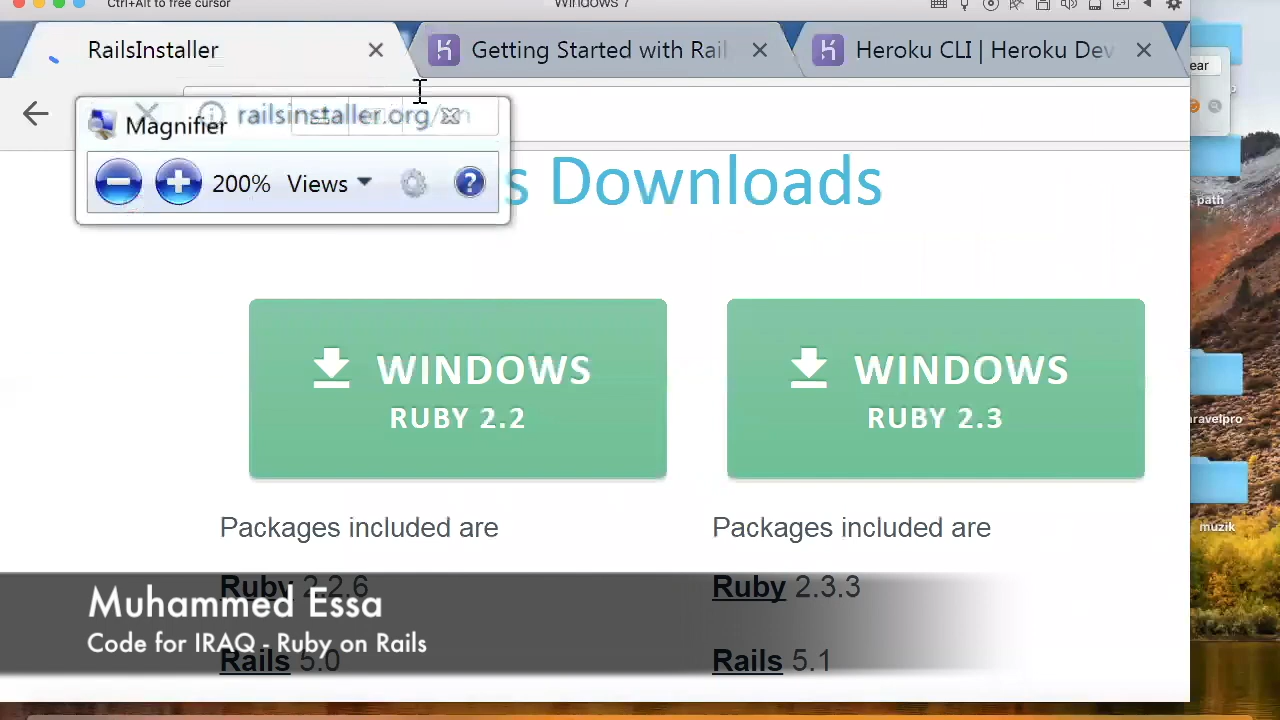 Ctrl+Alt to free cursor
Windows 7
RailsInstaller
Getting Started with Rail
Heroku CLI | Heroku Dev
ear
railsinstaller.org/en
Magnifier
200% Views
?
s Downloads
path
WINDOWS
RUBY 2.2
WINDOWS
RUBY 2.3
ravelpro
Packages included are
Packages included are
muzik
Ruby 2.2.6
Ruby 2.3.3
Muhammed Essa
Code for IRAQ - Ruby on Rails
Rails 5.0
Rails 5.1